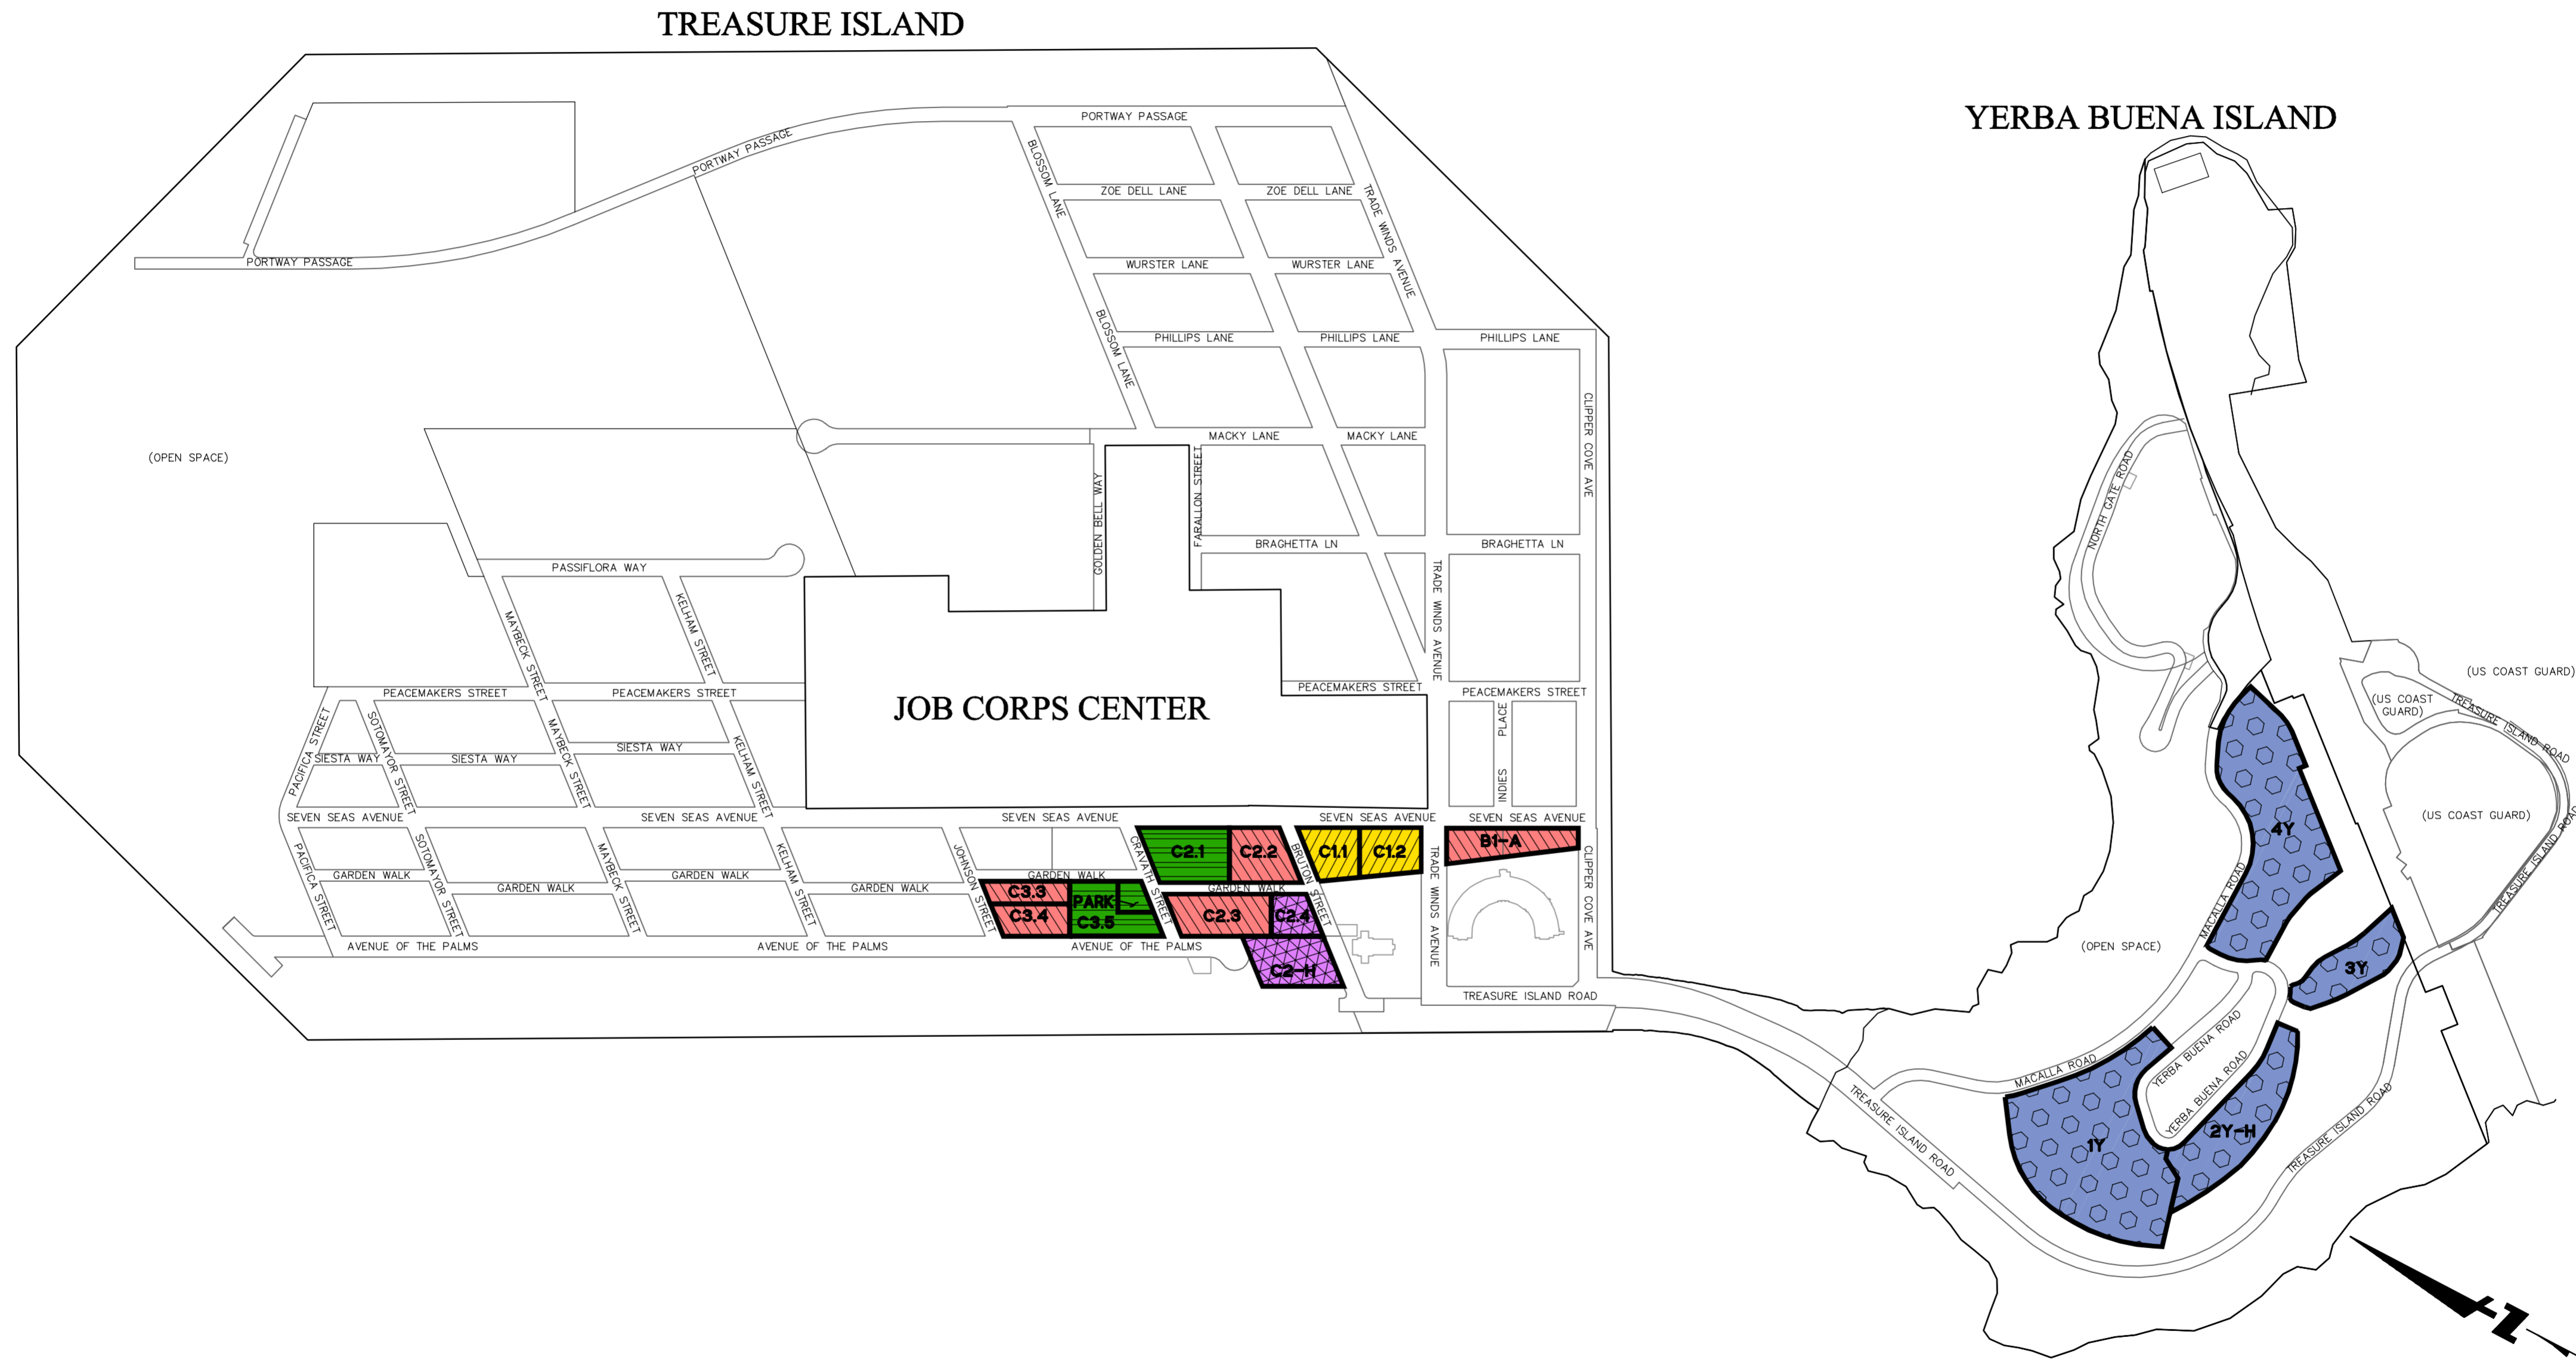 TREASURE ISLAND
YERBA BUENA ISLAND
PORTWAY PASSAGE
PORTWAY PASSAGE
PORTWAY PASSAGE
BLOSSOM LANE
ZOE DELL LANE
ZOE DELL LANE
TRADE WINDS AVENUE
WURSTER LANE
WURSTER LANE
BLOSSOM LANE
PHILLIPS LANE
PHILLIPS LANE
PHILLIPS LANE
CLIPPER COVE AVE
MACKY LANE
MACKY LANE
(OPEN SPACE)
GOLDEN BELL WAY
FARALLON STREET
BRAGHETTA LN
BRAGHETTA LN
NORTH GATE ROAD
PASSIFLORA WAY
MAYBECK STREET
KELHAM STREET
TRADE WINDS AVENUE
PEACEMAKERS STREET
PEACEMAKERS STREET
PEACEMAKERS STREET
PEACEMAKERS STREET
JOB CORPS CENTER
INDIES PLACE
(US COAST GUARD)
(US COAST
GUARD)
TREASURE ISLAND ROAD
(US COAST GUARD)
TREASURE ISLAND ROAD
PACIFICA STREET
SOTOMAYOR STREET
MAYBECK STREET
KELHAM STREET
SIESTA WAY
SIESTA WAY
SIESTA WAY
SEVEN SEAS AVENUE
SEVEN SEAS AVENUE
SEVEN SEAS AVENUE
SEVEN SEAS AVENUE
SEVEN SEAS AVENUE
4Y
PACIFICA STREET
SOTOMAYOR STREET
MAYBECK STREET
KELHAM STREET
JOHNSON STREET
CRAVATH STREET
C2.1
C2.2
BRUTON STREET
C1.1
C1.2
TRADE WINDS AVENUE
B1-A
CLIPPER COVE AVE
GARDEN WALK
GARDEN WALK
GARDEN WALK
GARDEN WALK
GARDEN WALK
GARDEN WALK
C3.3
C3.4
PARK
C3.5
C2.3
C2.4
C2-H
MACALLA ROAD
AVENUE OF THE PALMS
AVENUE OF THE PALMS
AVENUE OF THE PALMS
(OPEN SPACE)
3Y
TREASURE ISLAND ROAD
MACALLA ROAD
YERBA BUENA ROAD
YERBA BUENA ROAD
TREASURE ISLAND ROAD
TREASURE ISLAND ROAD
1Y
2Y-H
N